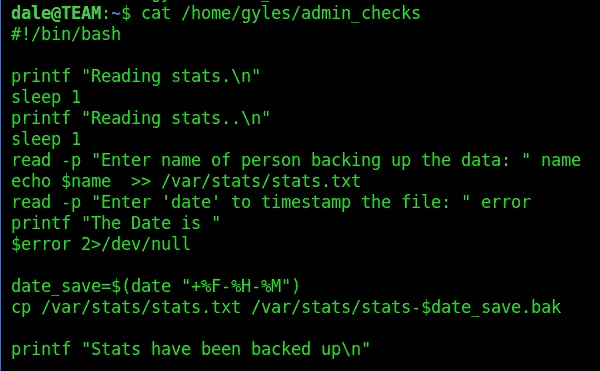 dale@TEAM:~$ cat /home/gyles/admin_checks
#!/bin/bash

printf "Reading stats.\n"
sleep 1
printf "Reading stats..\n"
sleep 1
read -p "Enter name of person backing up the data: " name
echo $name  >> /var/stats/stats.txt
read -p "Enter 'date' to timestamp the file: " error
printf "The Date is "
$error 2>/dev/null

date_save=$(date "+%F-%H-%M")
cp /var/stats/stats.txt /var/stats/stats-$date_save.bak

printf "Stats have been backed up\n"